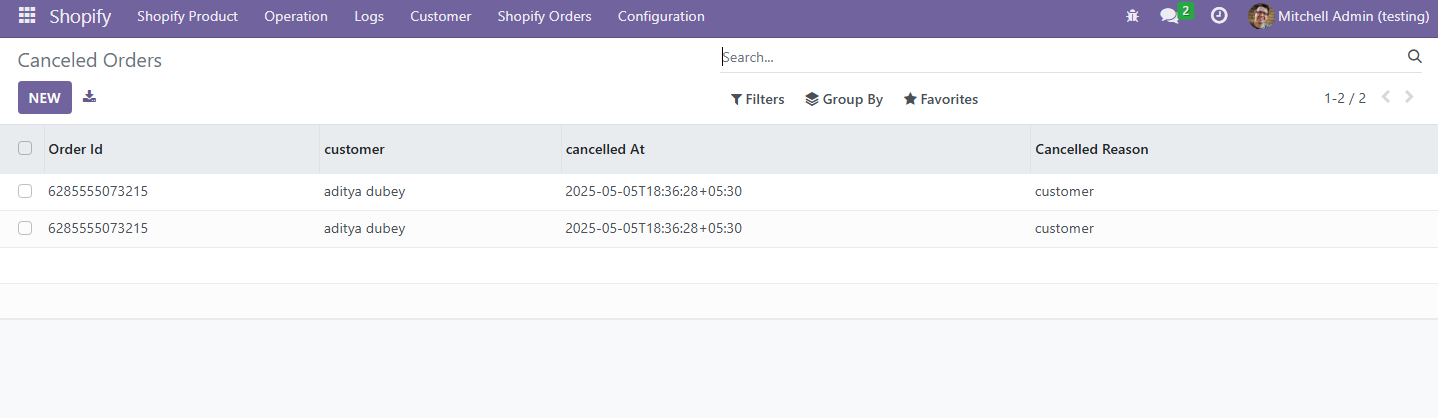 Shopify Shopify Product Operation Logs Customer Shopify Orders Configuration 2 Mitchell Admin (testing)
Canceled Orders Search...
NEW Filters Group By Favorites 1-2 / 2
Order Id customer cancelled At Cancelled Reason
6285555073215 aditya dubey 2025-05-05T18:36:28+05:30 customer
6285555073215 aditya dubey 2025-05-05T18:36:28+05:30 customer